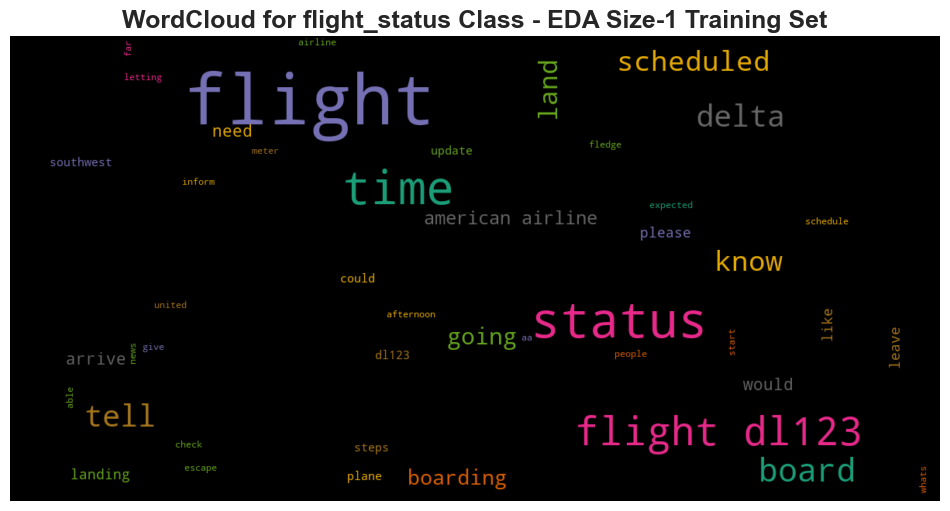 WordCloud for flight_status Class - EDA Size-1 Training Set
airline
far
letting
flight
land
scheduled
delta
need
meter
update
fledge
southwest
inform
time
american airline
expected
please
schedule
know
could
united
afternoon
status
like
going
aa
news
give
dl123
people
start
leave
arrive
able
would
tell
flight dl123
check
steps
escape
landing
plane
boarding
board
whats